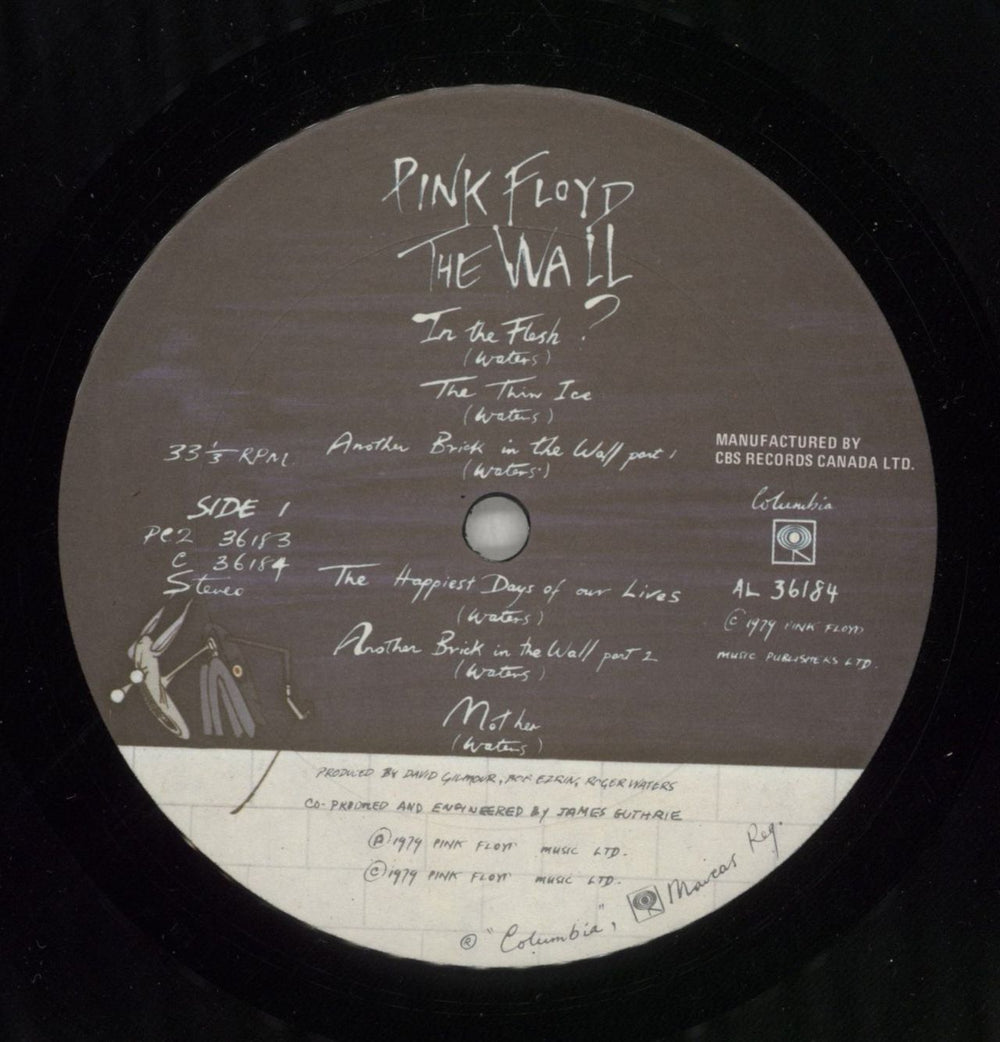 PINK FLOYD
THE WALL
In the Flesh ?
(Waters)
The Thin Ice
(Waters)
Another Brick in the Wall part 1
(Waters)
33 1/3 RPM
SIDE 1
PC2 36183
C 36184
Stereo
MANUFACTURED BY
CBS RECORDS CANADA LTD.
Columbia
AL 36184
© 1979 PINK FLOYD
MUSIC PUBLISHERS LTD.
The Happiest Days of our Lives
(Waters)
Another Brick in the Wall part 2
(Waters)
Mother
(Waters)
PRODUCED BY DAVID GILMOUR, BOB EZRIN, ROGER WATERS
CO-PRODUCED AND ENGINEERED BY JAMES GUTHRIE
Ⓟ 1979 PINK FLOYD MUSIC LTD.
© 1979 PINK FLOYD MUSIC LTD.
® "Columbia", Marcas Reg.